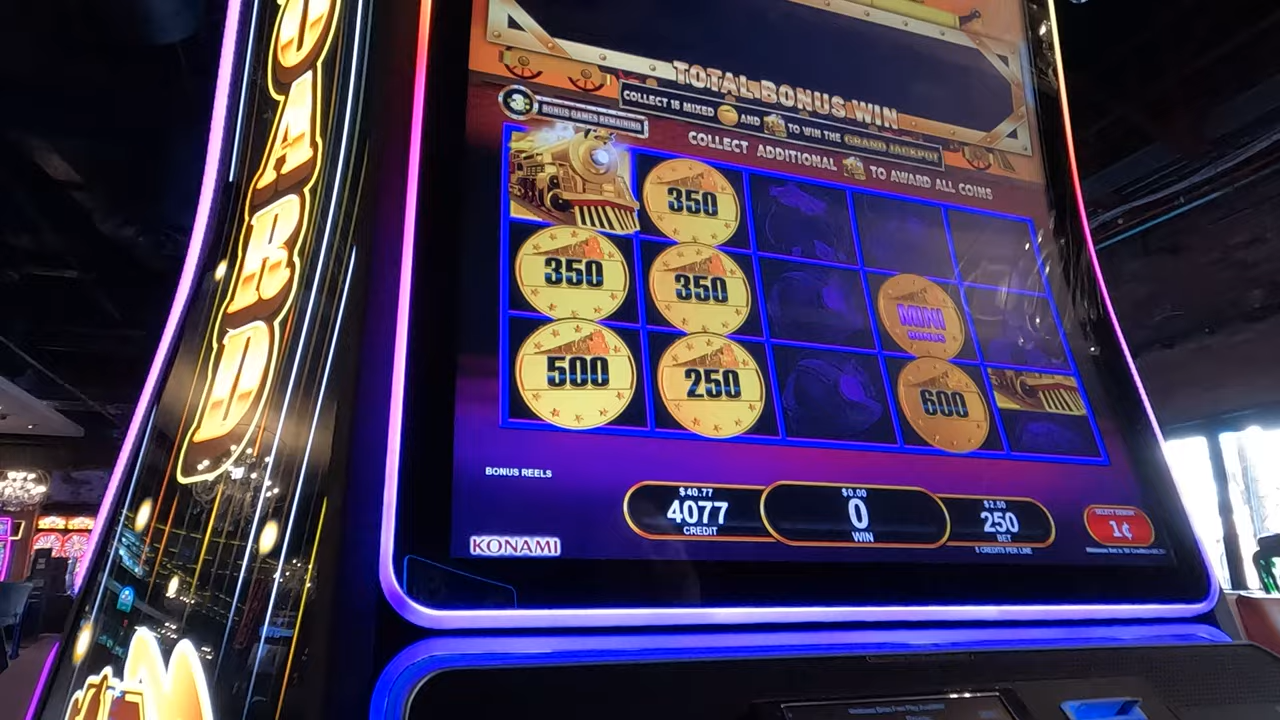 OARD
TOTAL BONUS WIN
COLLECT 15 MIXED AND TO WIN THE GRAND JACKPOT
3
BONUS GAMES REMAINING
COLLECT ADDITIONAL TO AWARD ALL COINS
350
350
350
MINI
BONUS
500
250
600
BONUS REELS
$40.77
4077
CREDIT
$0.00
0
WIN
$2.50
250
BET
5 CREDITS PER LINE
SELECT DENOM
1¢
KONAMI